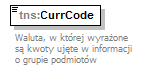 tns:CurrCode
Waluta, w której wyrażone
są kwoty ujęte w informacji
o grupie podmiotów